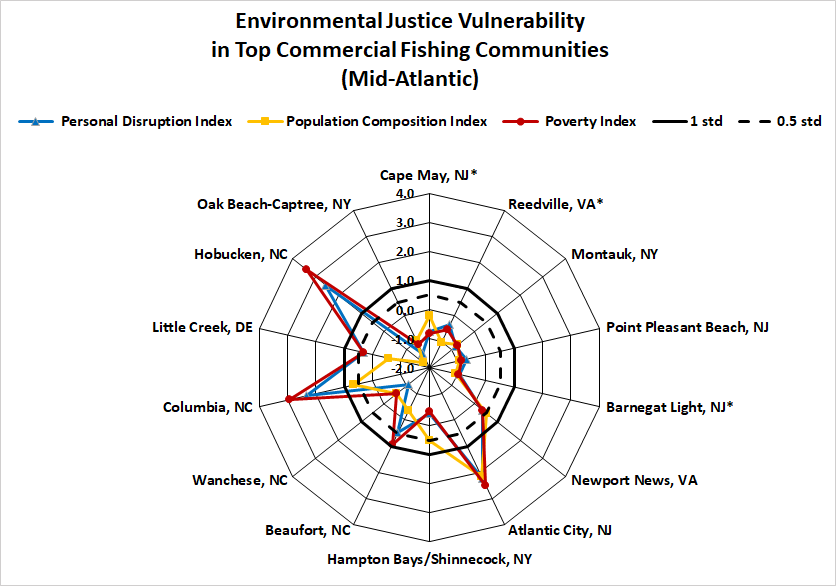 Environmental Justice Vulnerability
in Top Commercial Fishing Communities
(Mid-Atlantic)
Personal Disruption Index Population Composition Index Poverty Index 1 std 0.5 std
Cape May, NJ*
Oak Beach-Captree, NY
Reedville, VA*
Hobucken, NC
Montauk, NY
Little Creek, DE
Point Pleasant Beach, NJ
Columbia, NC
Barnegat Light, NJ*
Wanchese, NC
Newport News, VA
Beaufort, NC
Atlantic City, NJ
Hampton Bays/Shinnecock, NY
4.0
3.0
2.0
1.0
0.0
-1.0
-2.0